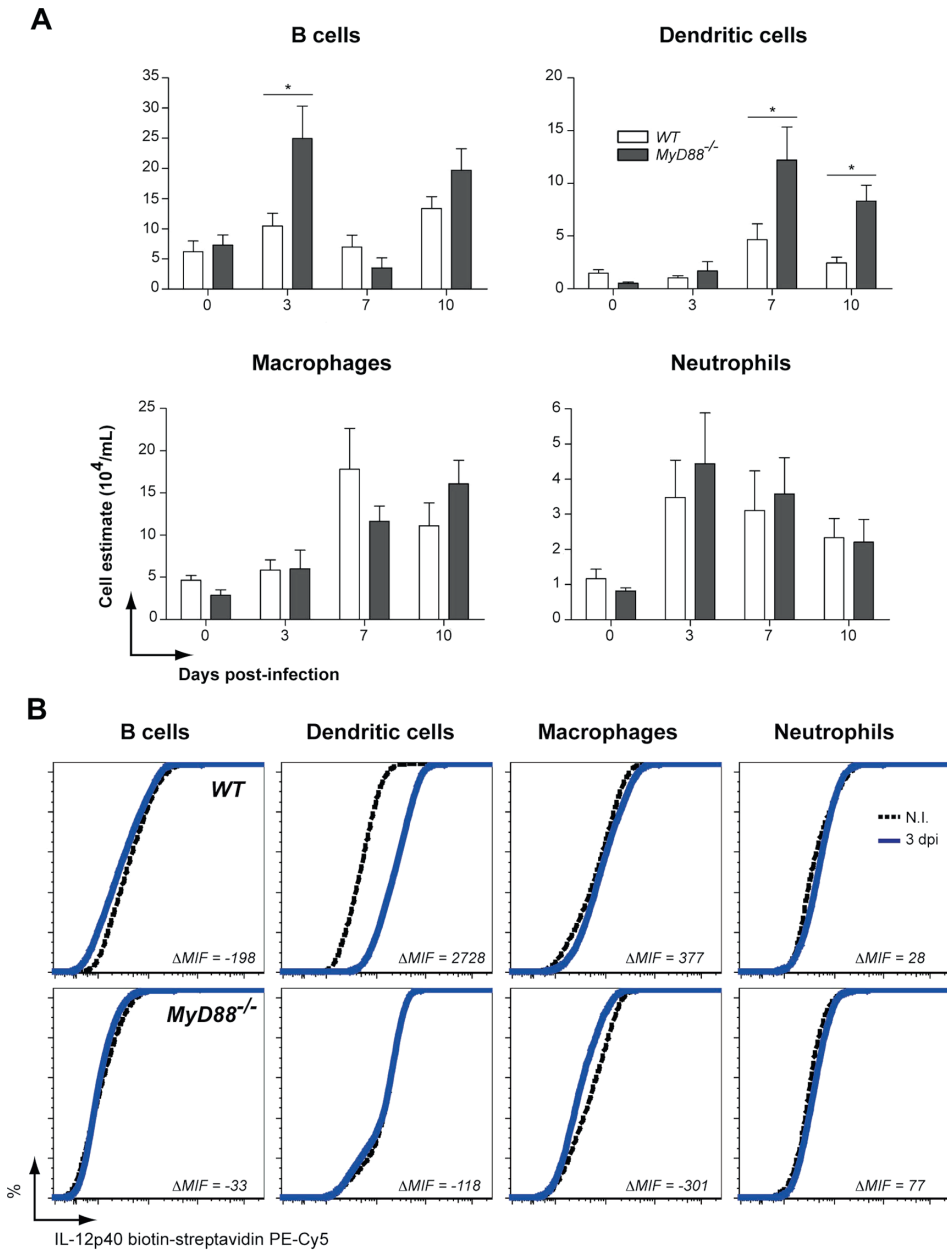 A
B cells
35
30
25
20
15
10
5
0
*
0 3 7 10
Dendritic cells
20
15
10
5
0
WT
MyD88-/-
*
*
0 3 7 10
Macrophages
25
20
15
10
5
0
0 3 7 10
Cell estimate (10⁴/mL)
Days post-infection
Neutrophils
6
5
4
3
2
1
0
0 3 7 10
B
B cells Dendritic cells Macrophages Neutrophils
WT
N.I.
3 dpi
ΔMIF = -198 ΔMIF = 2728 ΔMIF = 377 ΔMIF = 28
MyD88-/-
ΔMIF = -33 ΔMIF = -118 ΔMIF = -301 ΔMIF = 77
%
IL-12p40 biotin-streptavidin PE-Cy5